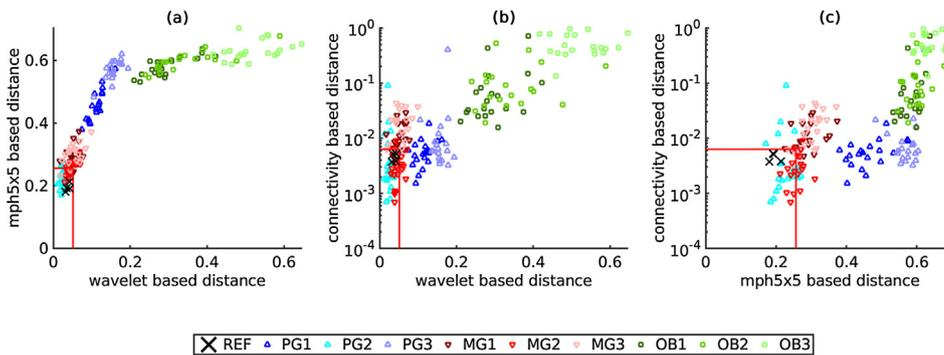 (a)
mph5x5 based distance
0.6
0.4
0.2
0
0 0.2 0.4 0.6
wavelet based distance
(b)
connectivity based distance
10^0
10^-1
10^-2
10^-3
10^-4
0 0.2 0.4 0.6
wavelet based distance
(c)
connectivity based distance
10^0
10^-1
10^-2
10^-3
10^-4
0 0.2 0.4 0.6
mph5x5 based distance
REF PG1 PG2 PG3 MG1 MG2 MG3 OB1 OB2 OB3